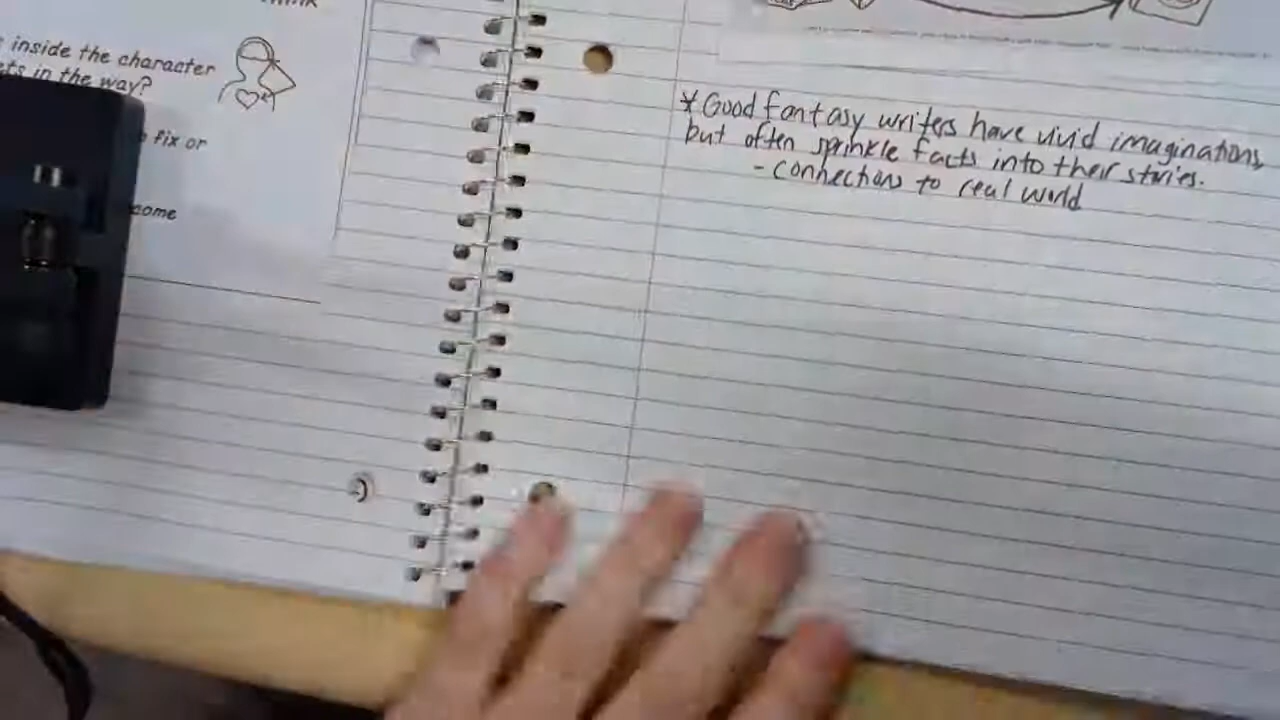 inside the character
ets in the way?
fix or
come
* Good fantasy writers have vivid imaginations,
but often sprinkle facts into their stories.
- connections to real world